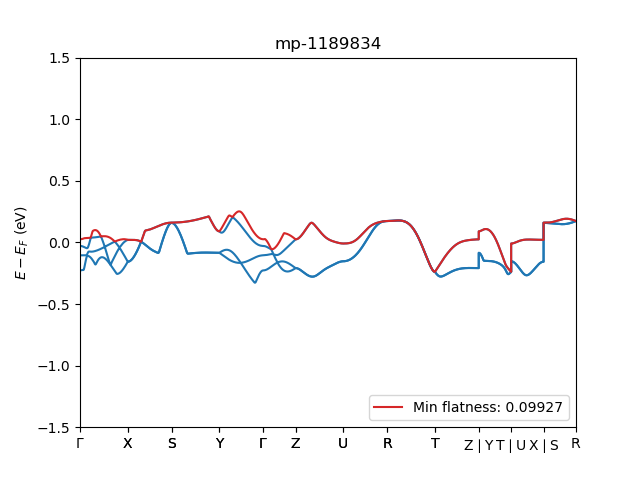 mp-1189834
E − E_F (eV)
1.5
1.0
0.5
0.0
−0.5
−1.0
−1.5
Min flatness: 0.09927
Γ X S Y Γ Z U R T Z | Y T | U X | S R